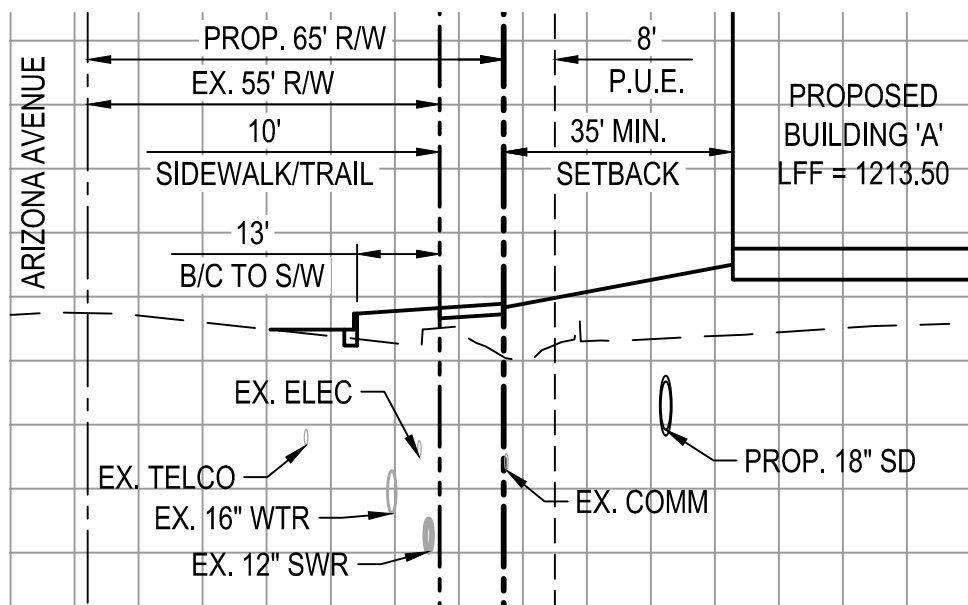 ARIZONA AVENUE
PROP. 65' R/W
EX. 55' R/W
10'
SIDEWALK/TRAIL
13'
B/C TO S/W
8'
P.U.E.
35' MIN.
SETBACK
PROPOSED
BUILDING 'A'
LFF = 1213.50
EX. ELEC
EX. TELCO
EX. 16" WTR
EX. 12" SWR
EX. COMM
PROP. 18" SD